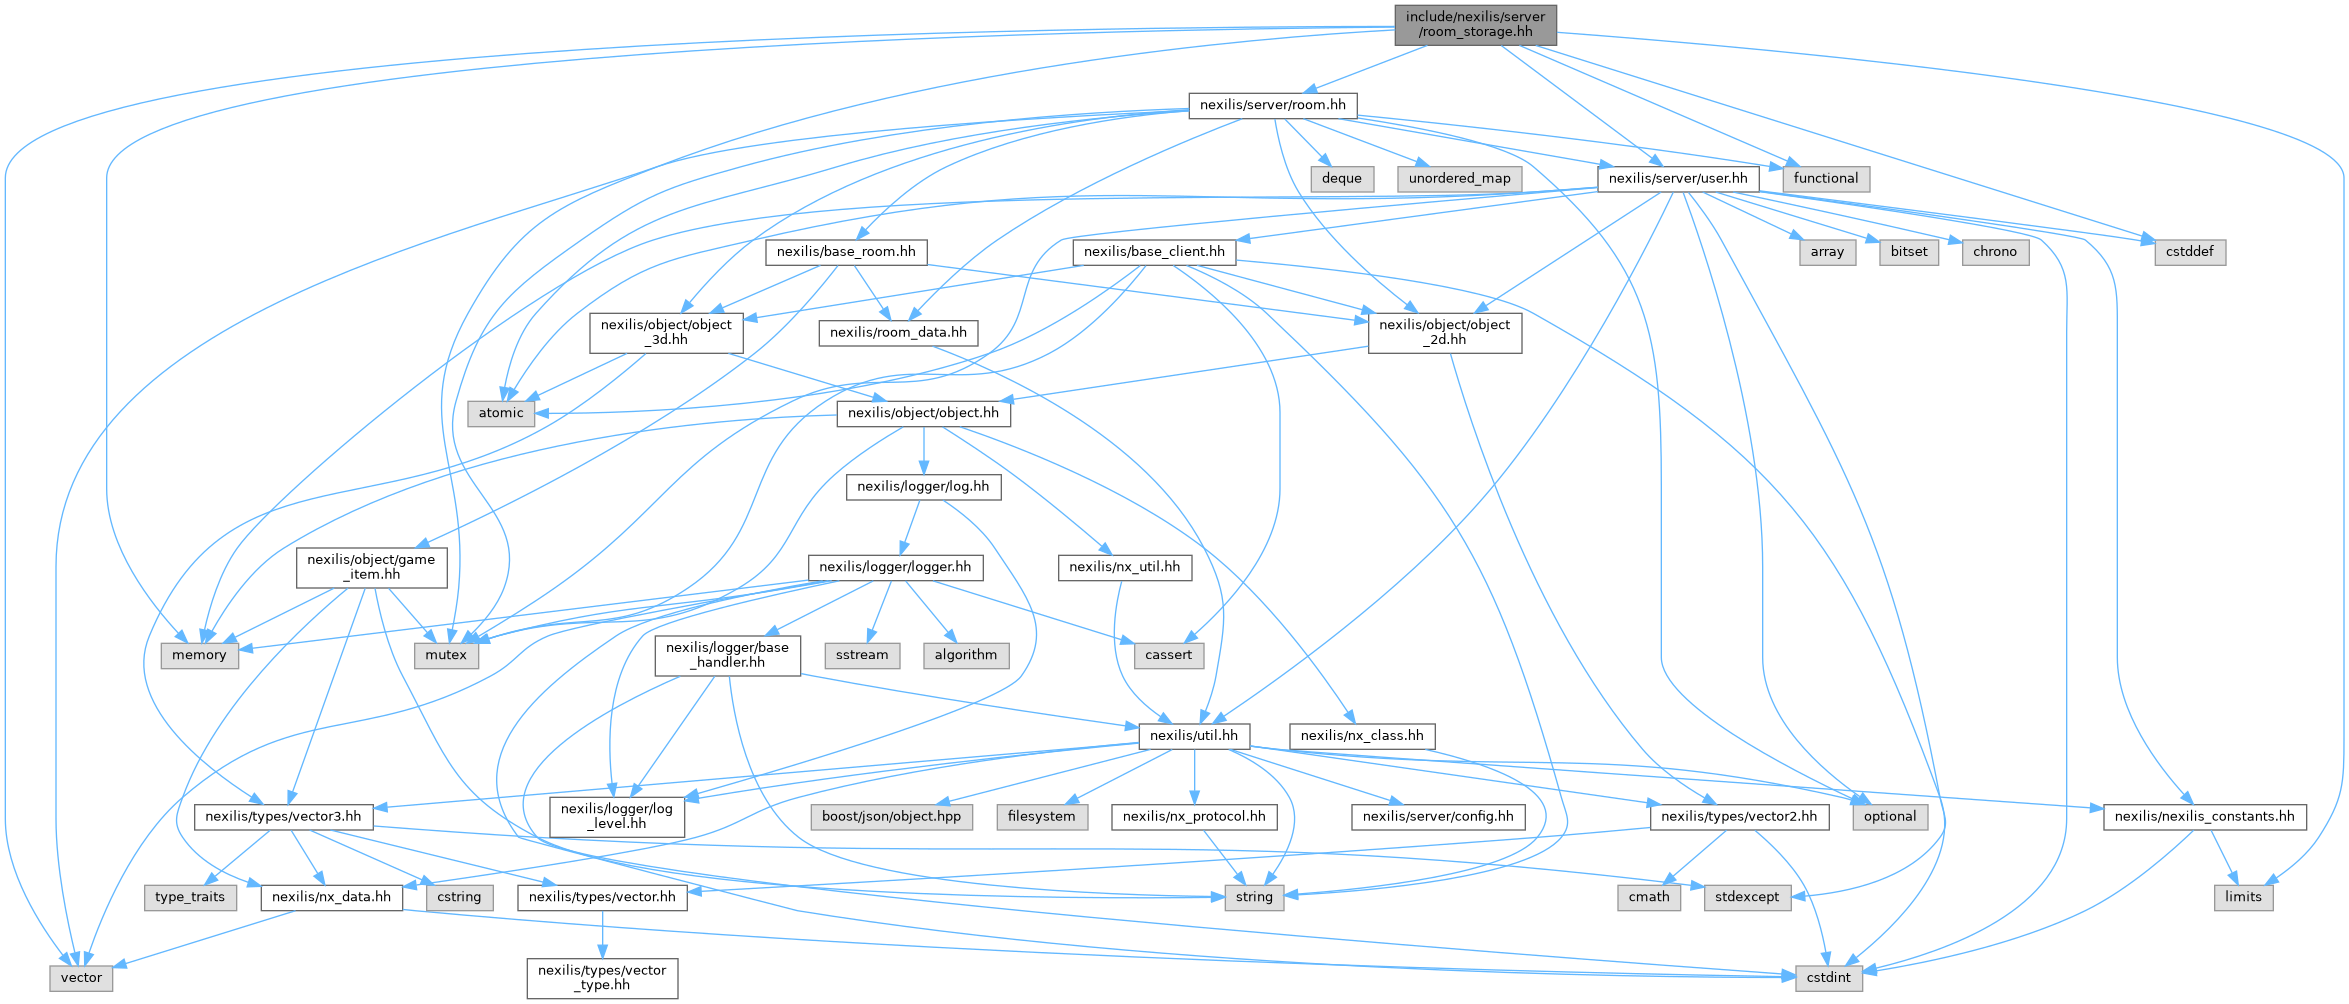 include/nexilis/server
/room_storage.hh
nexilis/server/room.hh
deque
unordered_map
nexilis/server/user.hh
functional
nexilis/base_room.hh
nexilis/base_client.hh
array
bitset
chrono
cstddef
nexilis/object/object
_3d.hh
nexilis/room_data.hh
nexilis/object/object
_2d.hh
atomic
nexilis/object/object.hh
nexilis/logger/log.hh
nexilis/object/game
_item.hh
nexilis/logger/logger.hh
nexilis/nx_util.hh
memory
mutex
nexilis/logger/base
_handler.hh
sstream
algorithm
cassert
nexilis/util.hh
nexilis/nx_class.hh
nexilis/types/vector3.hh
nexilis/logger/log
_level.hh
boost/json/object.hpp
filesystem
nexilis/nx_protocol.hh
nexilis/server/config.hh
nexilis/types/vector2.hh
optional
nexilis/nexilis_constants.hh
type_traits
nexilis/nx_data.hh
cstring
nexilis/types/vector.hh
string
cmath
stdexcept
limits
vector
nexilis/types/vector
_type.hh
cstdint